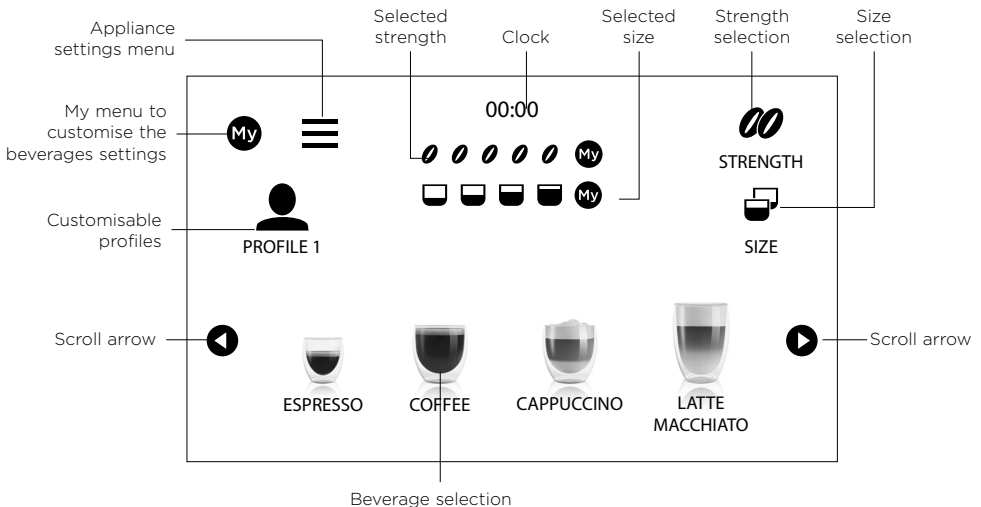 Appliance
settings menu
Selected
strength
Clock
Selected
size
Strength
selection
Size
selection
My menu to
customise the
beverages settings
My
00:00
My
STRENGTH
My
Customisable
profiles
PROFILE 1
SIZE
Scroll arrow
Scroll arrow
ESPRESSO
COFFEE
CAPPUCCINO
LATTE
MACCHIATO
Beverage selection